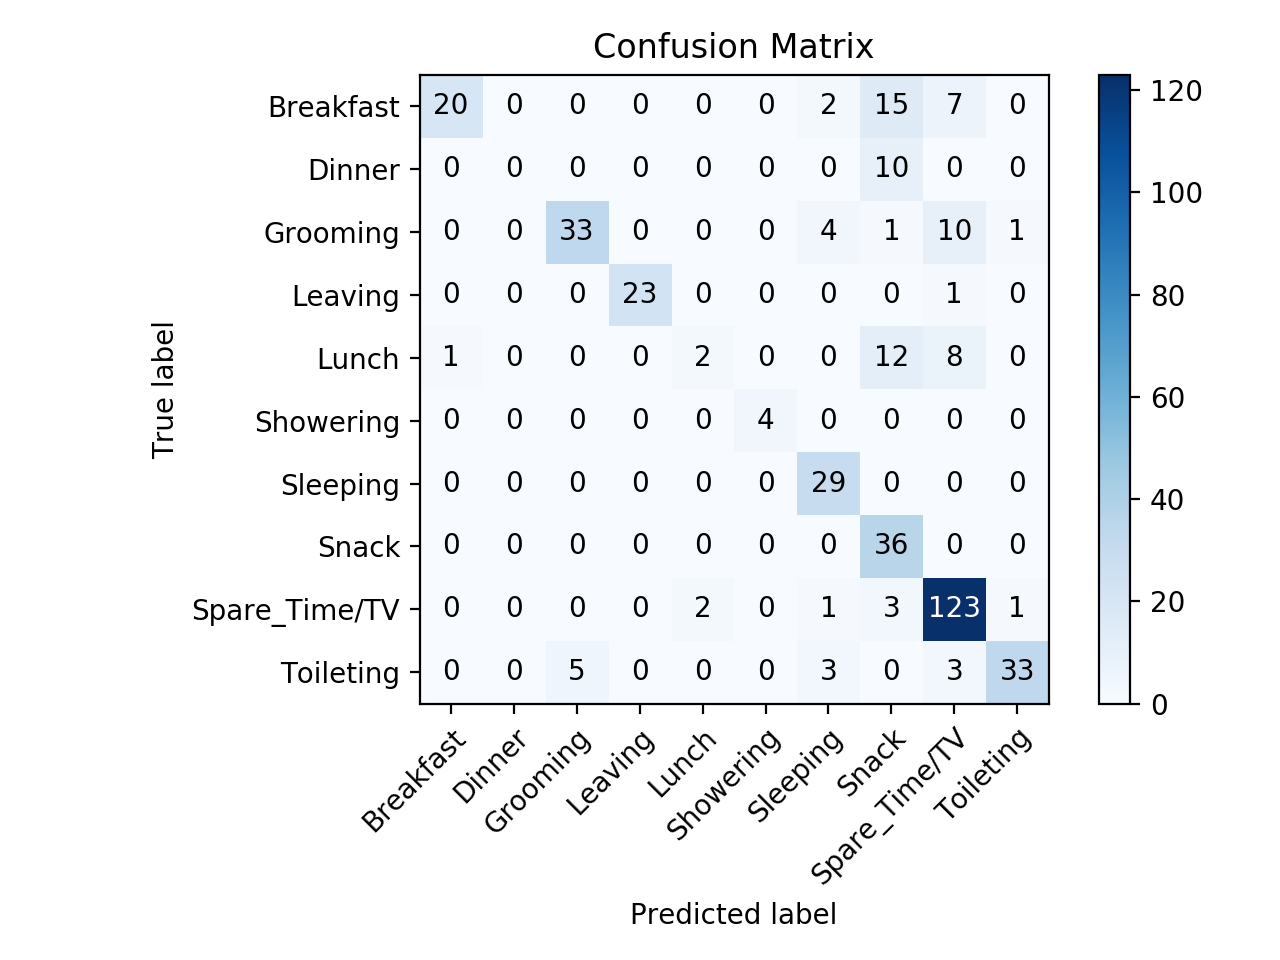 Confusion Matrix
Breakfast 20 0 0 0 0 0 2 15 7 0
Dinner 0 0 0 0 0 0 0 10 0 0
Grooming 0 0 33 0 0 0 4 1 10 1
Leaving 0 0 0 23 0 0 0 0 1 0
Lunch 1 0 0 0 2 0 0 12 8 0
Showering 0 0 0 0 0 4 0 0 0 0
Sleeping 0 0 0 0 0 0 29 0 0 0
Snack 0 0 0 0 0 0 0 36 0 0
Spare_Time/TV 0 0 0 0 2 0 1 3 123 1
Toileting 0 0 5 0 0 0 3 0 3 33
True label
Breakfast Dinner Grooming Leaving Lunch Showering Sleeping Snack Spare_Time/TV Toileting
Predicted label
120
100
80
60
40
20
0